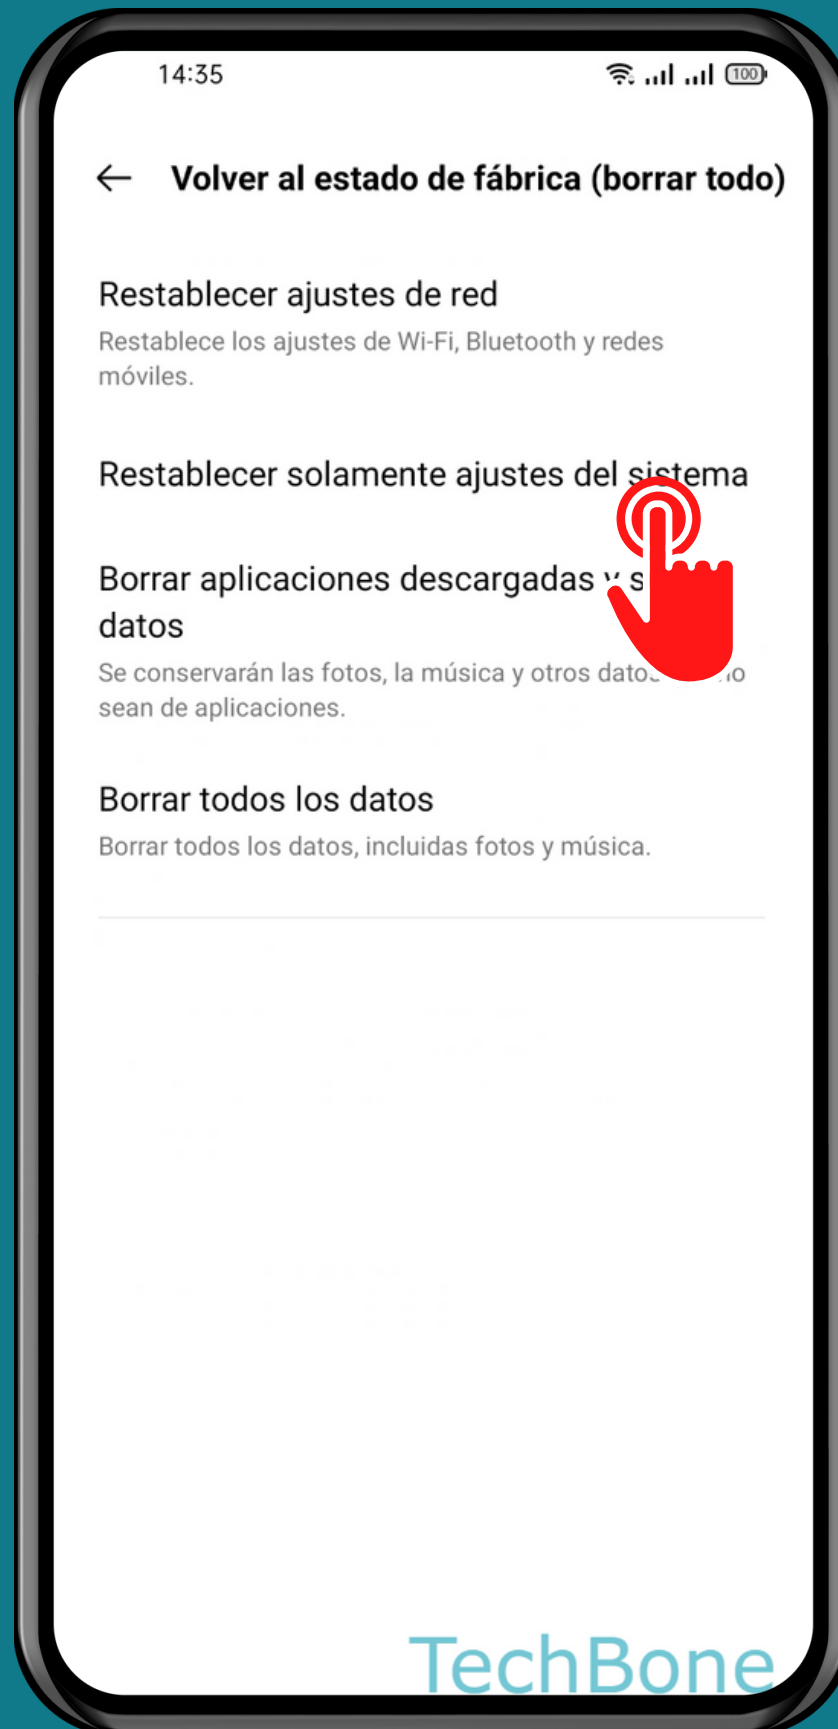 14:35
100
Volver al estado de fábrica (borrar todo)
Restablecer ajustes de red
Restablece los ajustes de Wi-Fi, Bluetooth y redes
móviles.
Restablecer solamente ajustes del sistema
Borrar aplicaciones descargadas y
datos
Se conservarán las fotos, la música y otros
sean de aplicaciones.
Borrar todos los datos
Borrar todos los datos, incluidas fotos y música.
TechBone